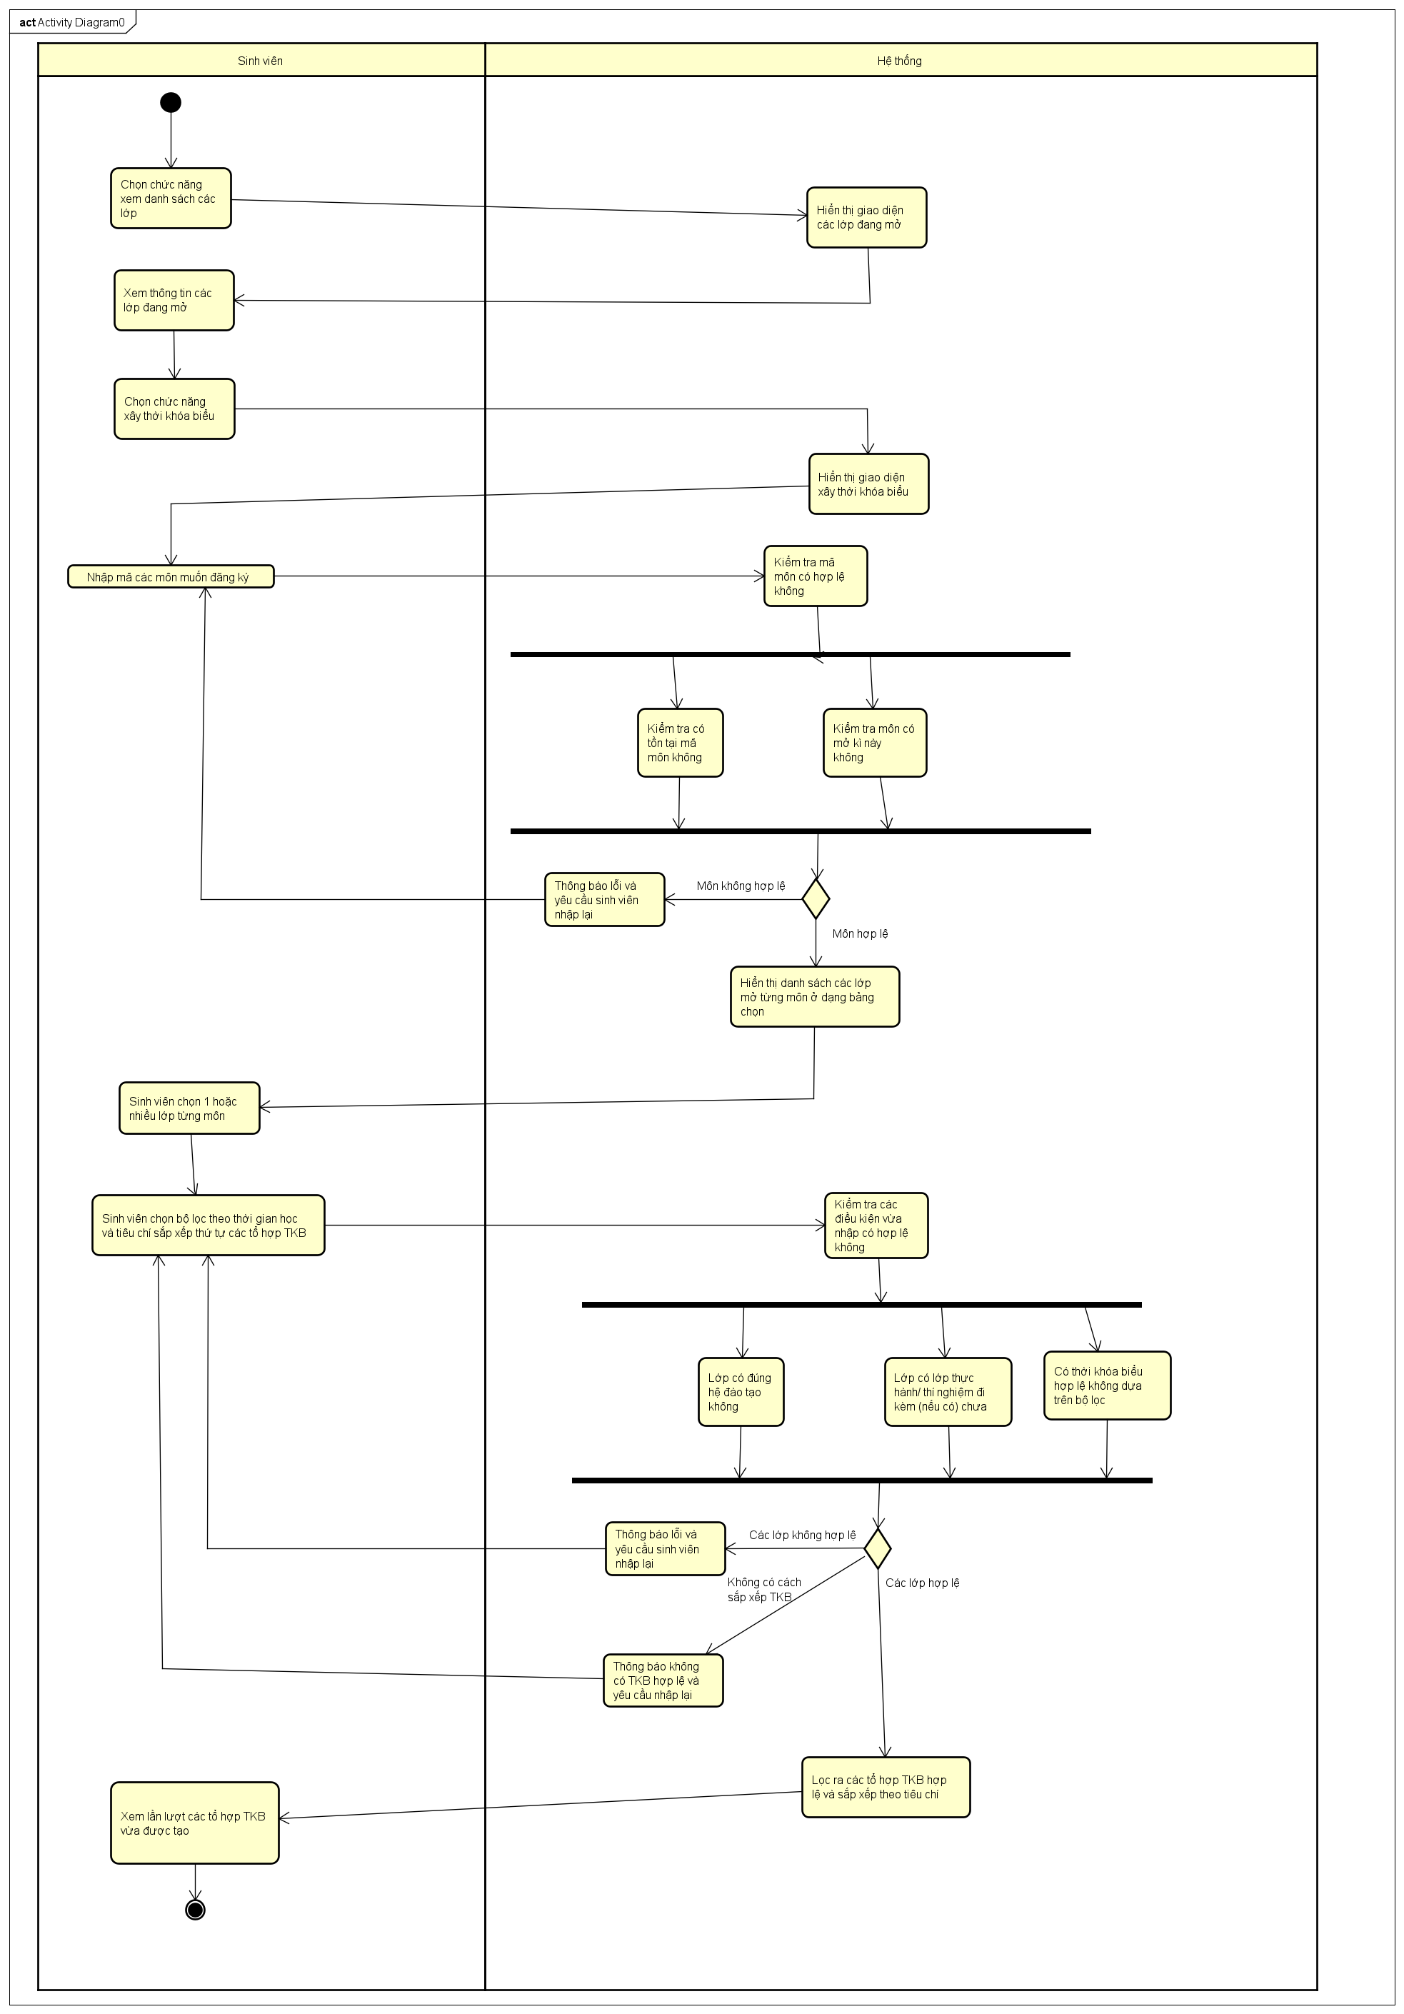 act Activity Diagram0
Sinh viên
Hệ thống
Chọn chức năng
xem danh sách các
lớp
Hiển thị giao diện
các lớp đang mở
Xem thông tin các
lớp đang mở
Chọn chức năng
xây thời khóa biểu
Hiển thị giao diện
xây thời khóa biểu
Nhập mã các môn muốn đăng ký
Kiểm tra mã
môn có hợp lệ
không
Kiểm tra có
tồn tại mã
môn không
Kiểm tra môn có
mở kì này
không
Thông báo lỗi và
yêu cầu sinh viên
nhập lại
Môn không hợp lệ
Môn hợp lệ
Hiển thị danh sách các lớp
mở từng môn ở dạng bảng
chọn
Sinh viên chọn 1 hoặc
nhiều lớp từng môn
Sinh viên chọn bộ lọc theo thời gian học
và tiêu chí sắp xếp thứ tự các tổ hợp TKB
Kiểm tra các
điều kiện vừa
nhập có hợp lệ
không
Lớp có đúng
hệ đào tạo
không
Lớp có lớp thực
hành/ thí nghiệm đi
kèm (nếu có) chưa
Có thời khóa biểu
hợp lệ không dựa
trên bộ lọc
Thông báo lỗi và
yêu cầu sinh viên
nhập lại
Các lớp không hợp lệ
Không có cách
sắp xếp TKB
Các lớp hợp lệ
Thông báo không
có TKB hợp lệ và
yêu cầu nhập lại
Lọc ra các tổ hợp TKB hợp
lệ và sắp xếp theo tiêu chí
Xem lần lượt các tổ hợp TKB
vừa được tạo